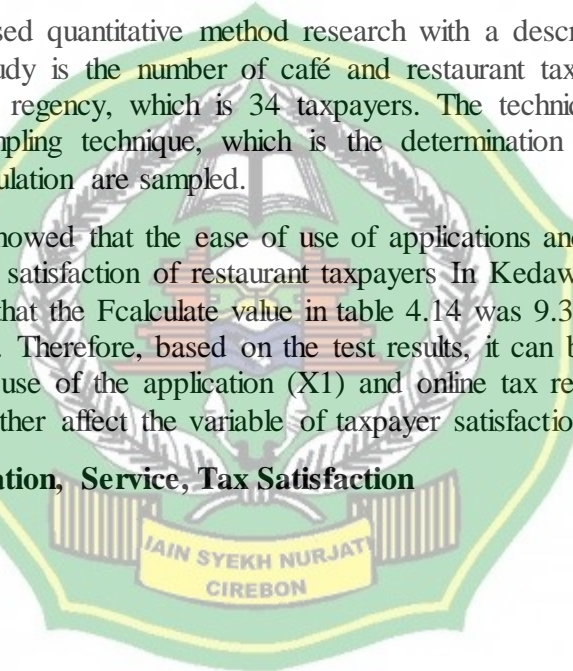 sed quantitative method research with a descr
udy is the number of café and restaurant tax
regency, which is 34 taxpayers. The techniq
mpling technique, which is the determination
ulation are sampled.
howed that the ease of use of applications and
satisfaction of restaurant taxpayers In Kedaw
that the Fcalculate value in table 4.14 was 9.3
. Therefore, based on the test results, it can b
use of the application (X1) and online tax re
ther affect the variable of taxpayer satisfactio
ation, Service, Tax Satisfaction
IAIN SYEKH NURJATI
CIREBON